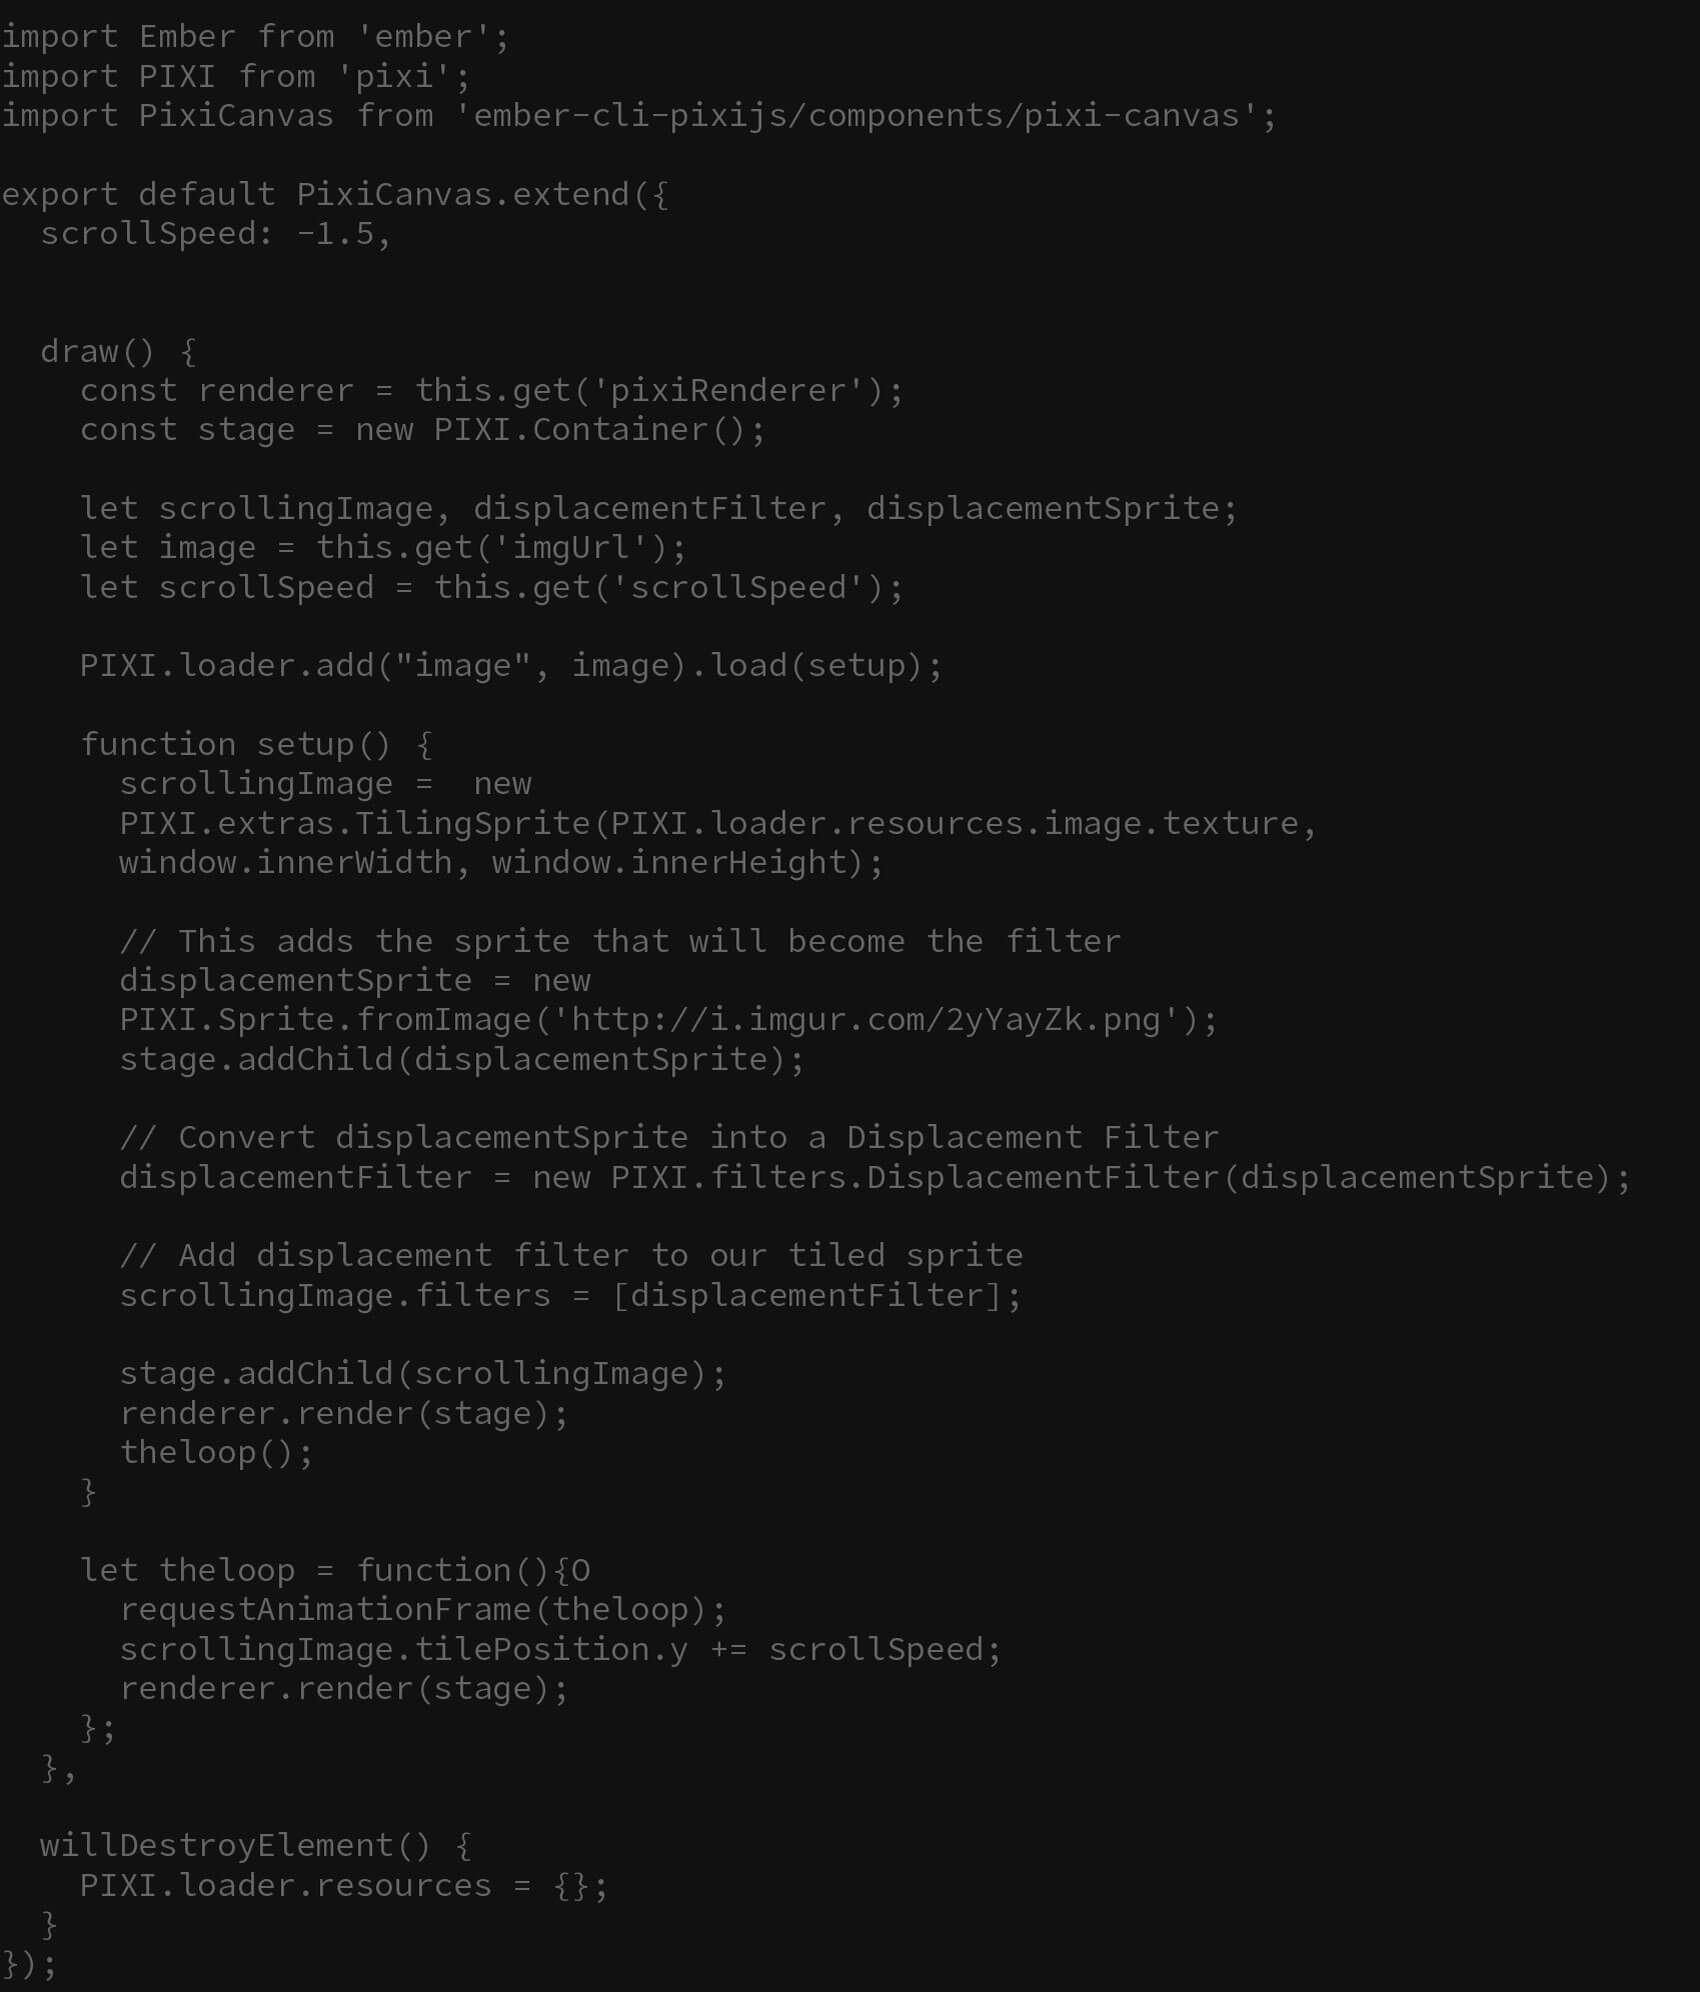 import Ember from 'ember';
import PIXI from 'pixi';
import PixiCanvas from 'ember-cli-pixijs/components/pixi-canvas';

export default PixiCanvas.extend({
  scrollSpeed: -1.5,


  draw() {
    const renderer = this.get('pixiRenderer');
    const stage = new PIXI.Container();

    let scrollingImage, displacementFilter, displacementSprite;
    let image = this.get('imgUrl');
    let scrollSpeed = this.get('scrollSpeed');

    PIXI.loader.add("image", image).load(setup);

    function setup() {
      scrollingImage =  new
      PIXI.extras.TilingSprite(PIXI.loader.resources.image.texture,
      window.innerWidth, window.innerHeight);

      // This adds the sprite that will become the filter
      displacementSprite = new
      PIXI.Sprite.fromImage('http://i.imgur.com/2yYayZk.png');
      stage.addChild(displacementSprite);

      // Convert displacementSprite into a Displacement Filter
      displacementFilter = new PIXI.filters.DisplacementFilter(displacementSprite);

      // Add displacement filter to our tiled sprite
      scrollingImage.filters = [displacementFilter];

      stage.addChild(scrollingImage);
      renderer.render(stage);
      theloop();
    }

    let theloop = function(){O
      requestAnimationFrame(theloop);
      scrollingImage.tilePosition.y += scrollSpeed;
      renderer.render(stage);
    };
  },

  willDestroyElement() {
    PIXI.loader.resources = {};
  }
});